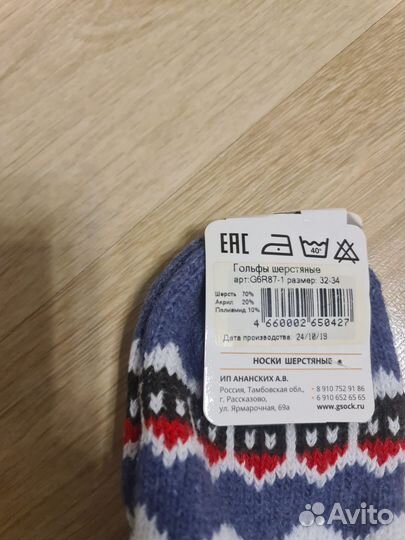 EAC
40°
Гольфы шерстяные
арт:G6R87-1 размер: 32-34
Шерсть 70%
Акрил 20%
Полиамид 10%
4 660002 650427
Дата производства: 24/10/19
НОСКИ ШЕРСТЯНЫЕ
ИП АНАНСКИХ А.В.
Россия, Тамбовская обл.,
г. Рассказово,
ул. Ярмарочная, 69а
8 910 752 91 86
6 910 652 65 65
www.gsock.ru
Avito